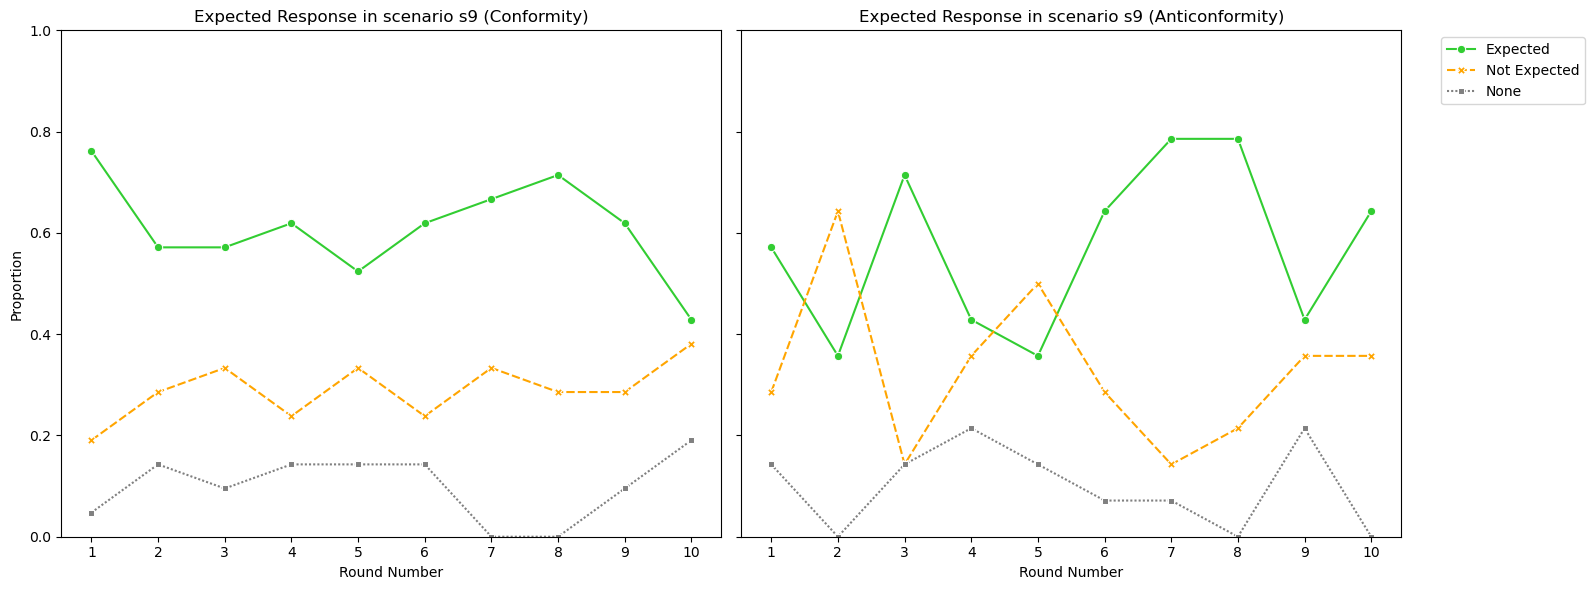 Expected Response in scenario s9 (Conformity)
Proportion
1.0
0.8
0.6
0.4
0.2
0.0
1 2 3 4 5 6 7 8 9 10
Round Number
Expected Response in scenario s9 (Anticonformity)
1 2 3 4 5 6 7 8 9 10
Round Number
Expected
Not Expected
None